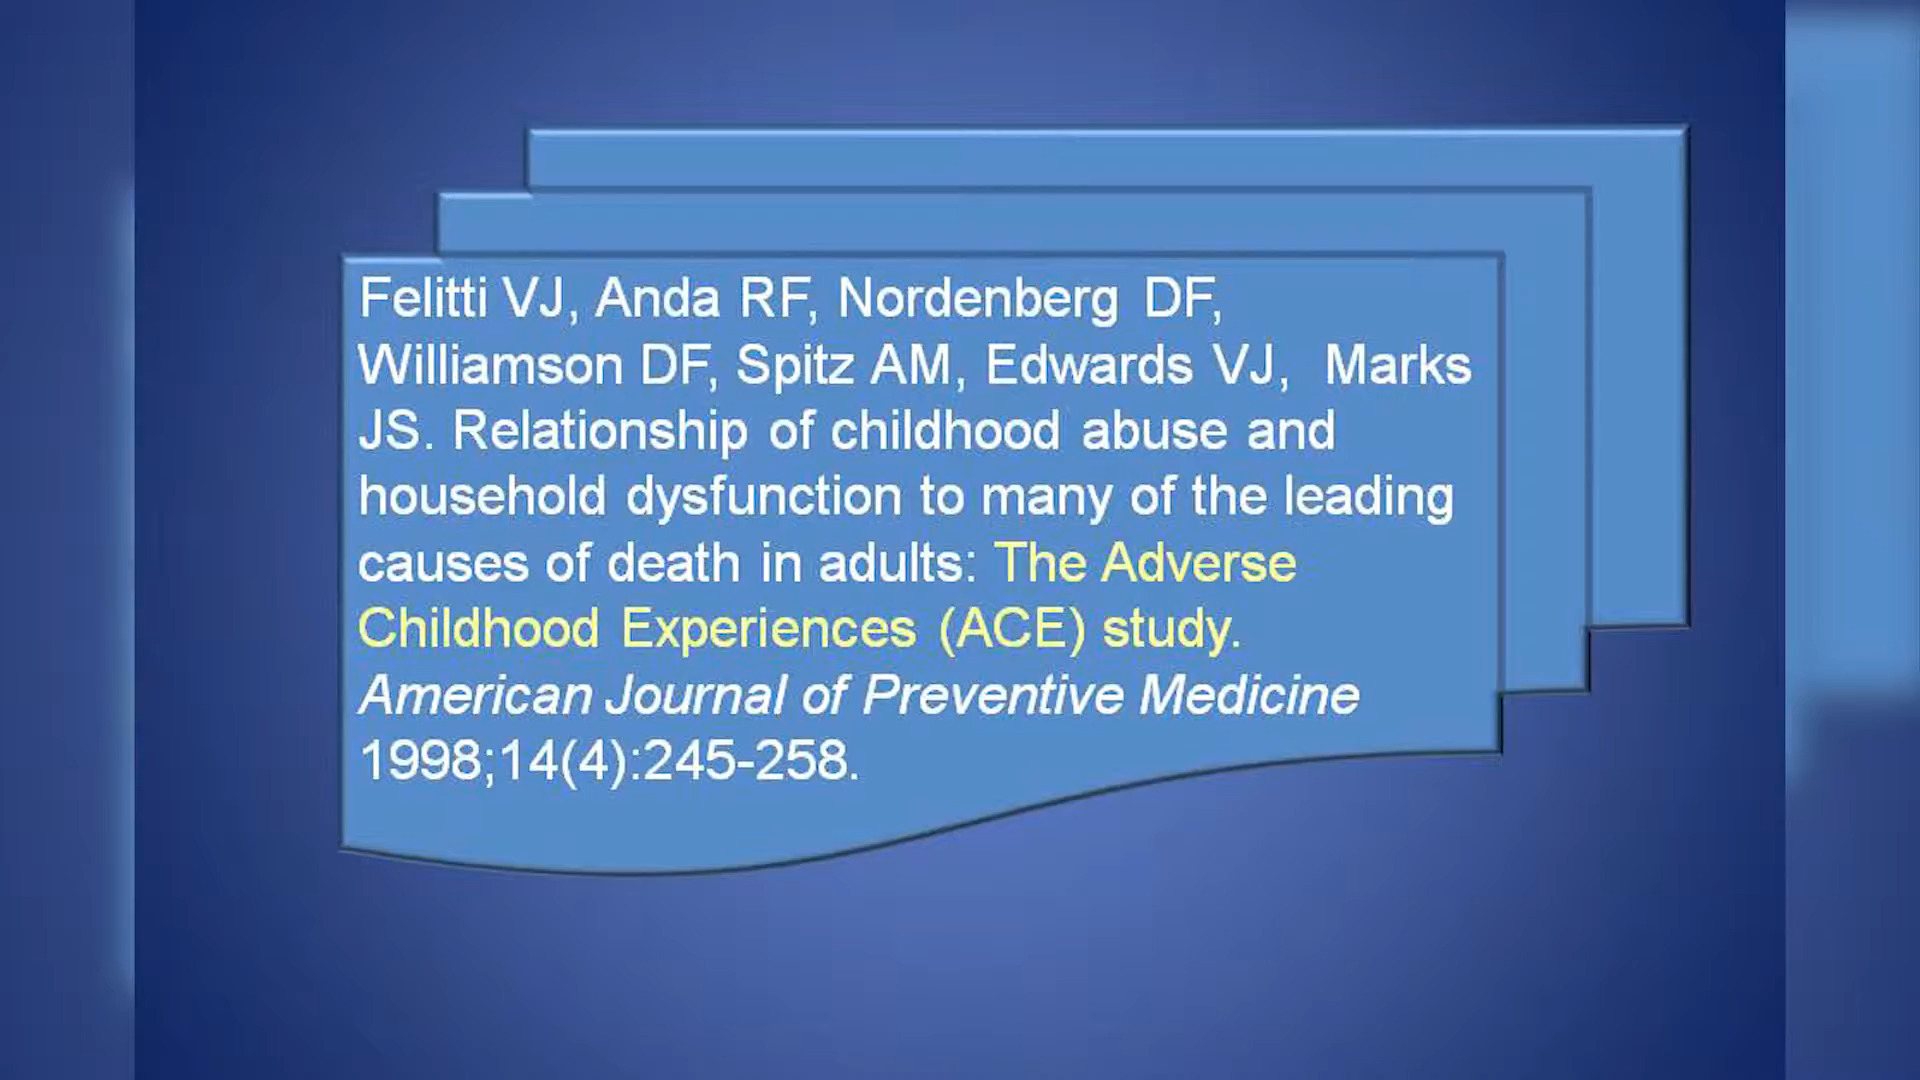 Felitti VJ, Anda RF, Nordenberg DF,
Williamson DF, Spitz AM, Edwards VJ, Marks
JS. Relationship of childhood abuse and
household dysfunction to many of the leading
causes of death in adults: The Adverse
Childhood Experiences (ACE) study.
American Journal of Preventive Medicine
1998;14(4):245-258.